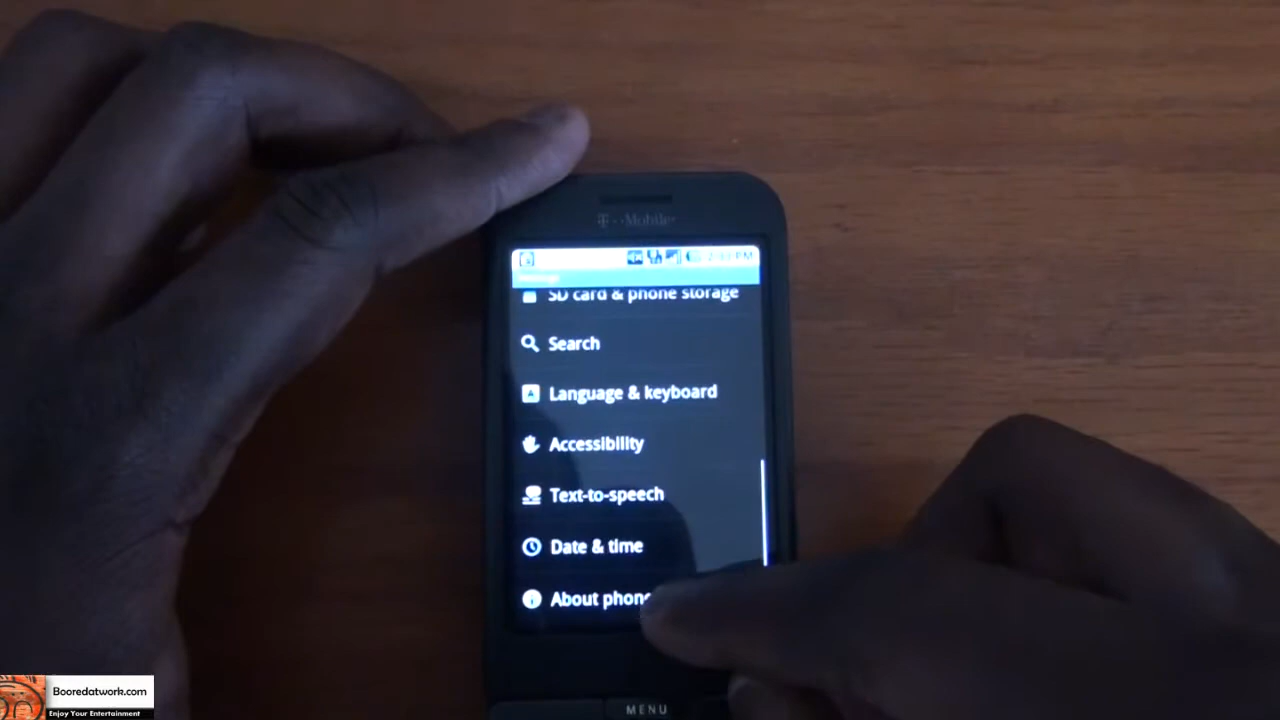 T-Mobile
SD card & phone storage
Search
Language & keyboard
Accessibility
Text-to-speech
Date & time
About phone
MENU
Booredatwork.com
Enjoy Your Entertainment